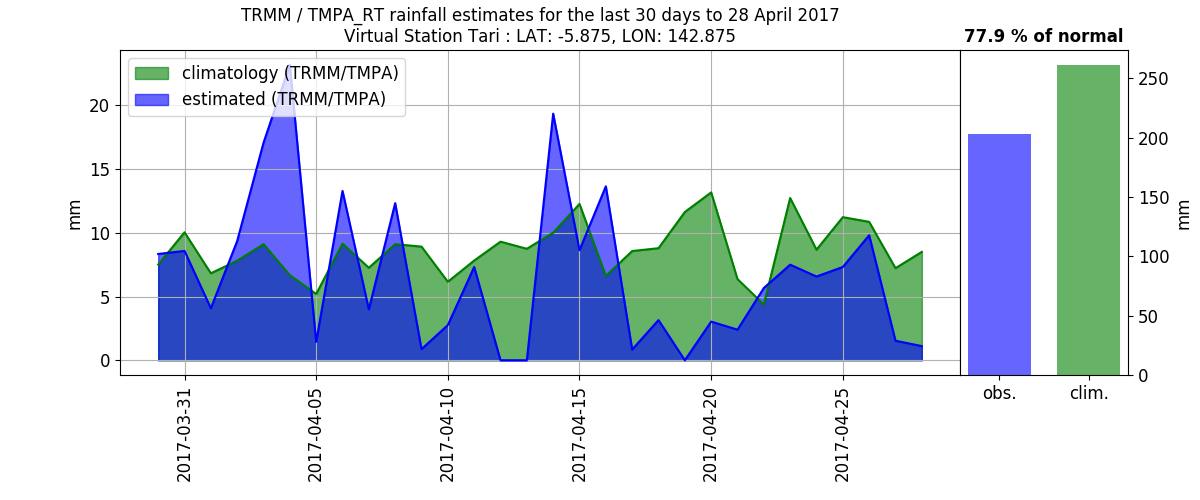 TRMM / TMPA_RT rainfall estimates for the last 30 days to 28 April 2017
Virtual Station Tari : LAT: -5.875, LON: 142.875
77.9 % of normal
climatology (TRMM/TMPA)
estimated (TRMM/TMPA)
mm
20
15
10
5
0
2017-03-31
2017-04-05
2017-04-10
2017-04-15
2017-04-20
2017-04-25
250
200
150
100
50
0
mm
obs.
clim.